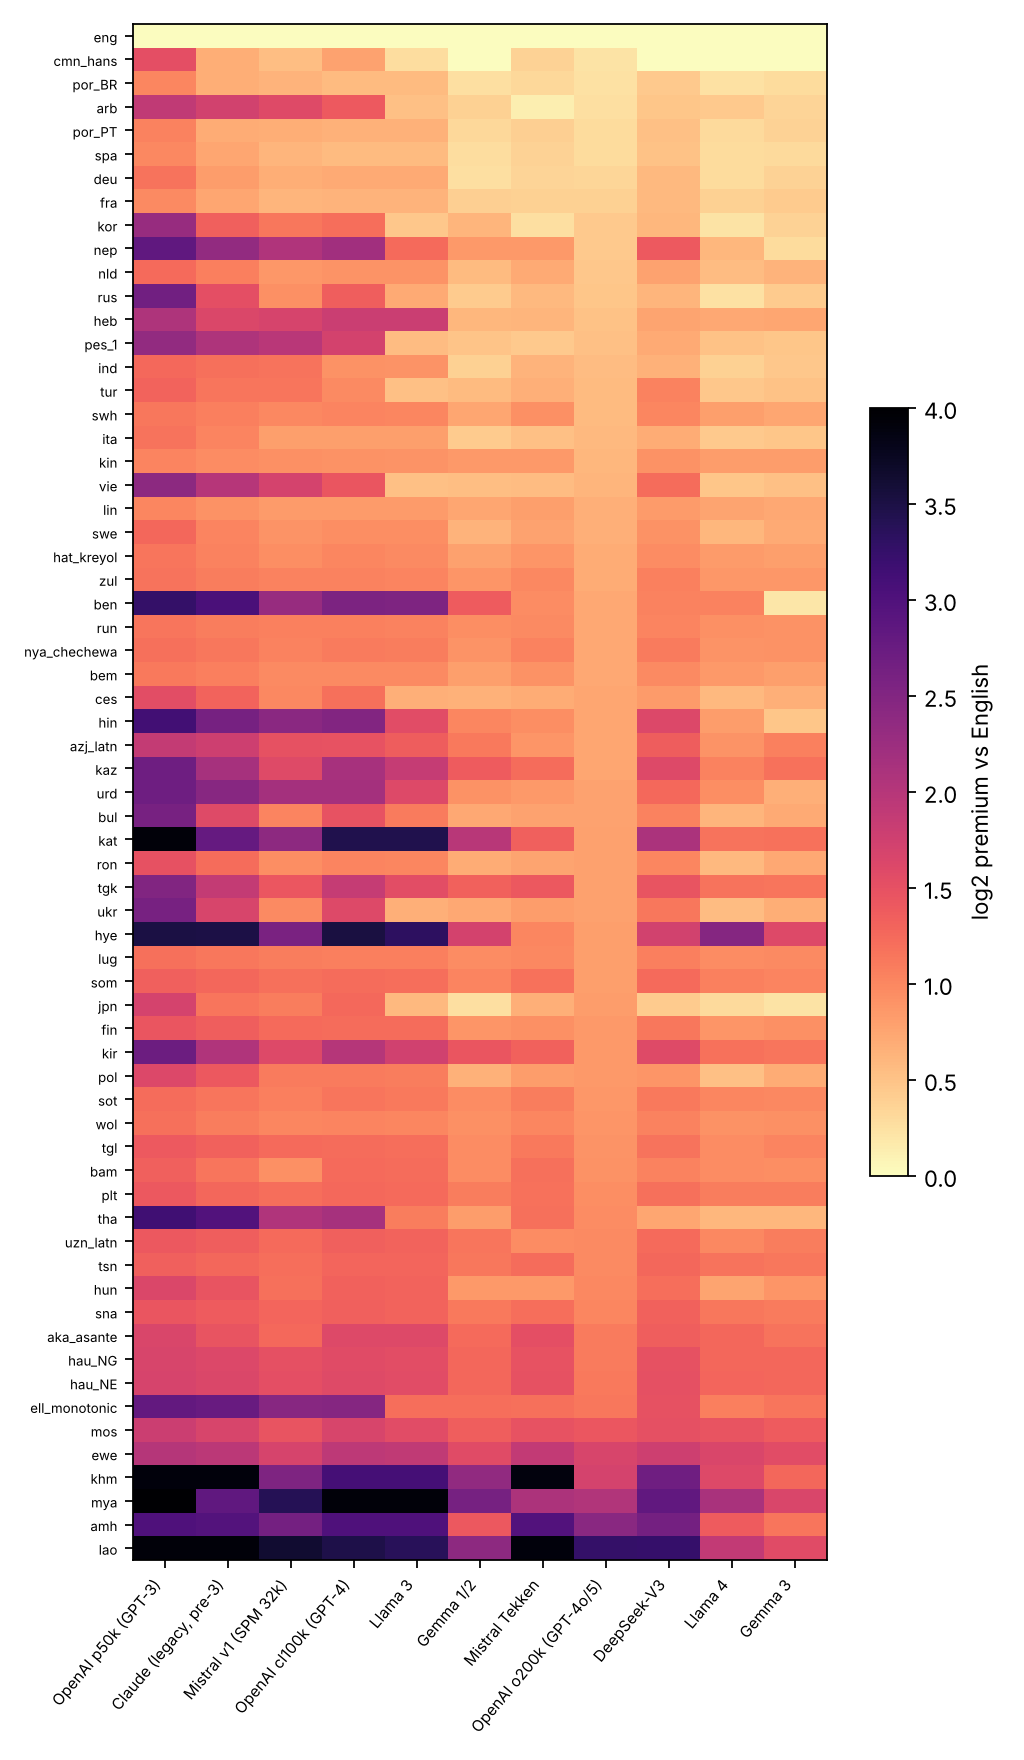 eng
cmn_hans
por_BR
arb
por_PT
spa
deu
fra
kor
nep
nld
rus
heb
pes_1
ind
tur
swh
ita
kin
vie
lin
swe
hat_kreyol
zul
ben
run
nya_chechewa
bem
ces
hin
azj_latn
kaz
urd
bul
kat
ron
tgk
ukr
hye
lug
som
jpn
fin
kir
pol
sot
wol
tgl
bam
plt
tha
uzn_latn
tsn
hun
sna
aka_asante
hau_NG
hau_NE
ell_monotonic
mos
ewe
khm
mya
amh
lao
OpenAI p50k (GPT-3)
Claude (legacy, pre-3)
Mistral v1 (SPM 32k)
OpenAI cl100k (GPT-4)
Llama 3
Gemma 1/2
Mistral Tekken
OpenAI o200k (GPT-4o/5)
DeepSeek-V3
Llama 4
Gemma 3
4.0
3.5
3.0
2.5
2.0
1.5
1.0
0.5
0.0
log2 premium vs English